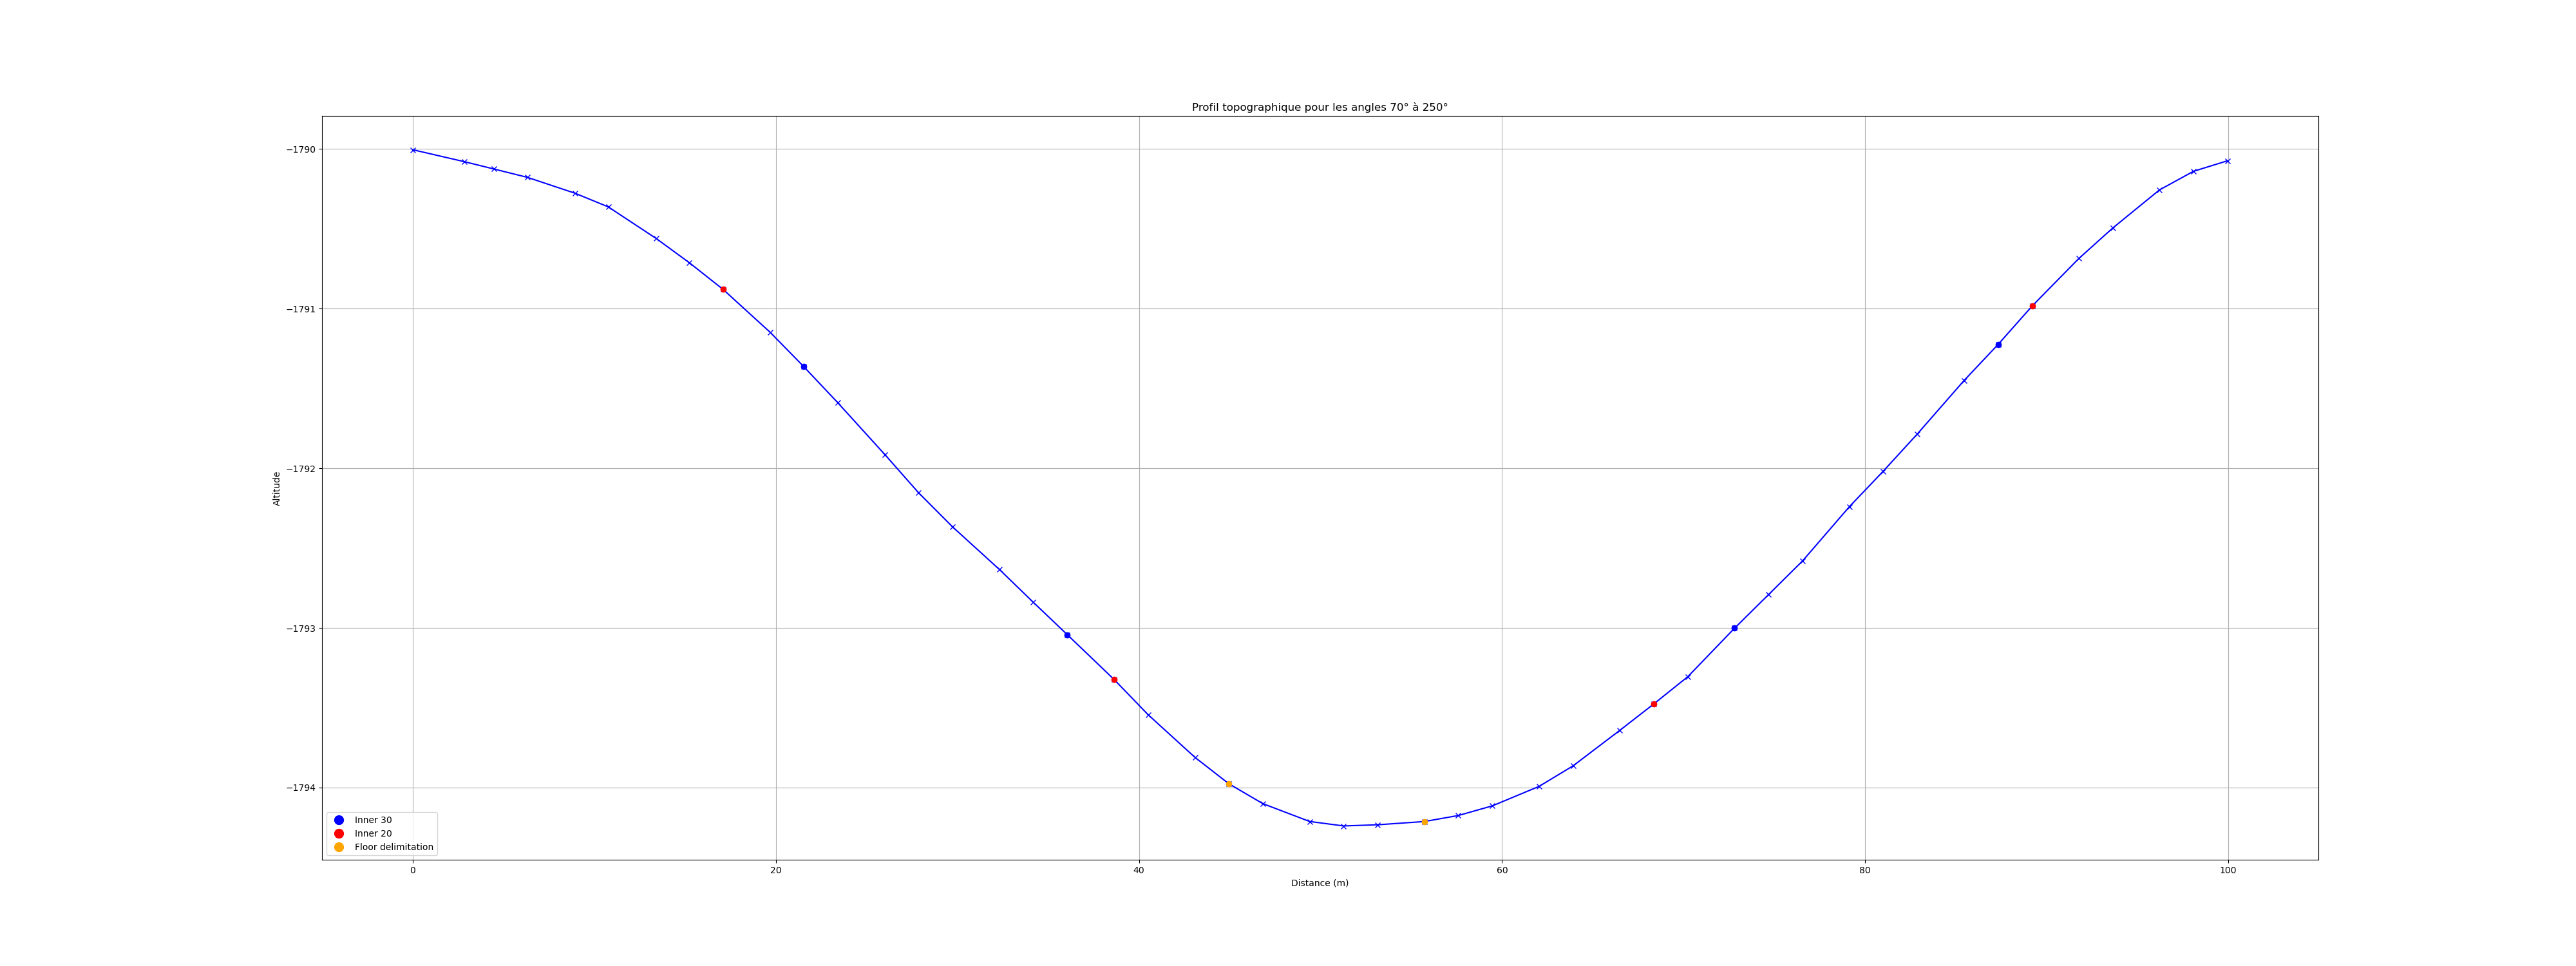 Profil topographique pour les angles 70° à 250°
Altitude
−1790
−1791
−1792
−1793
−1794
Inner 30
Inner 20
Floor delimitation
0 20 40 60 80 100
Distance (m)